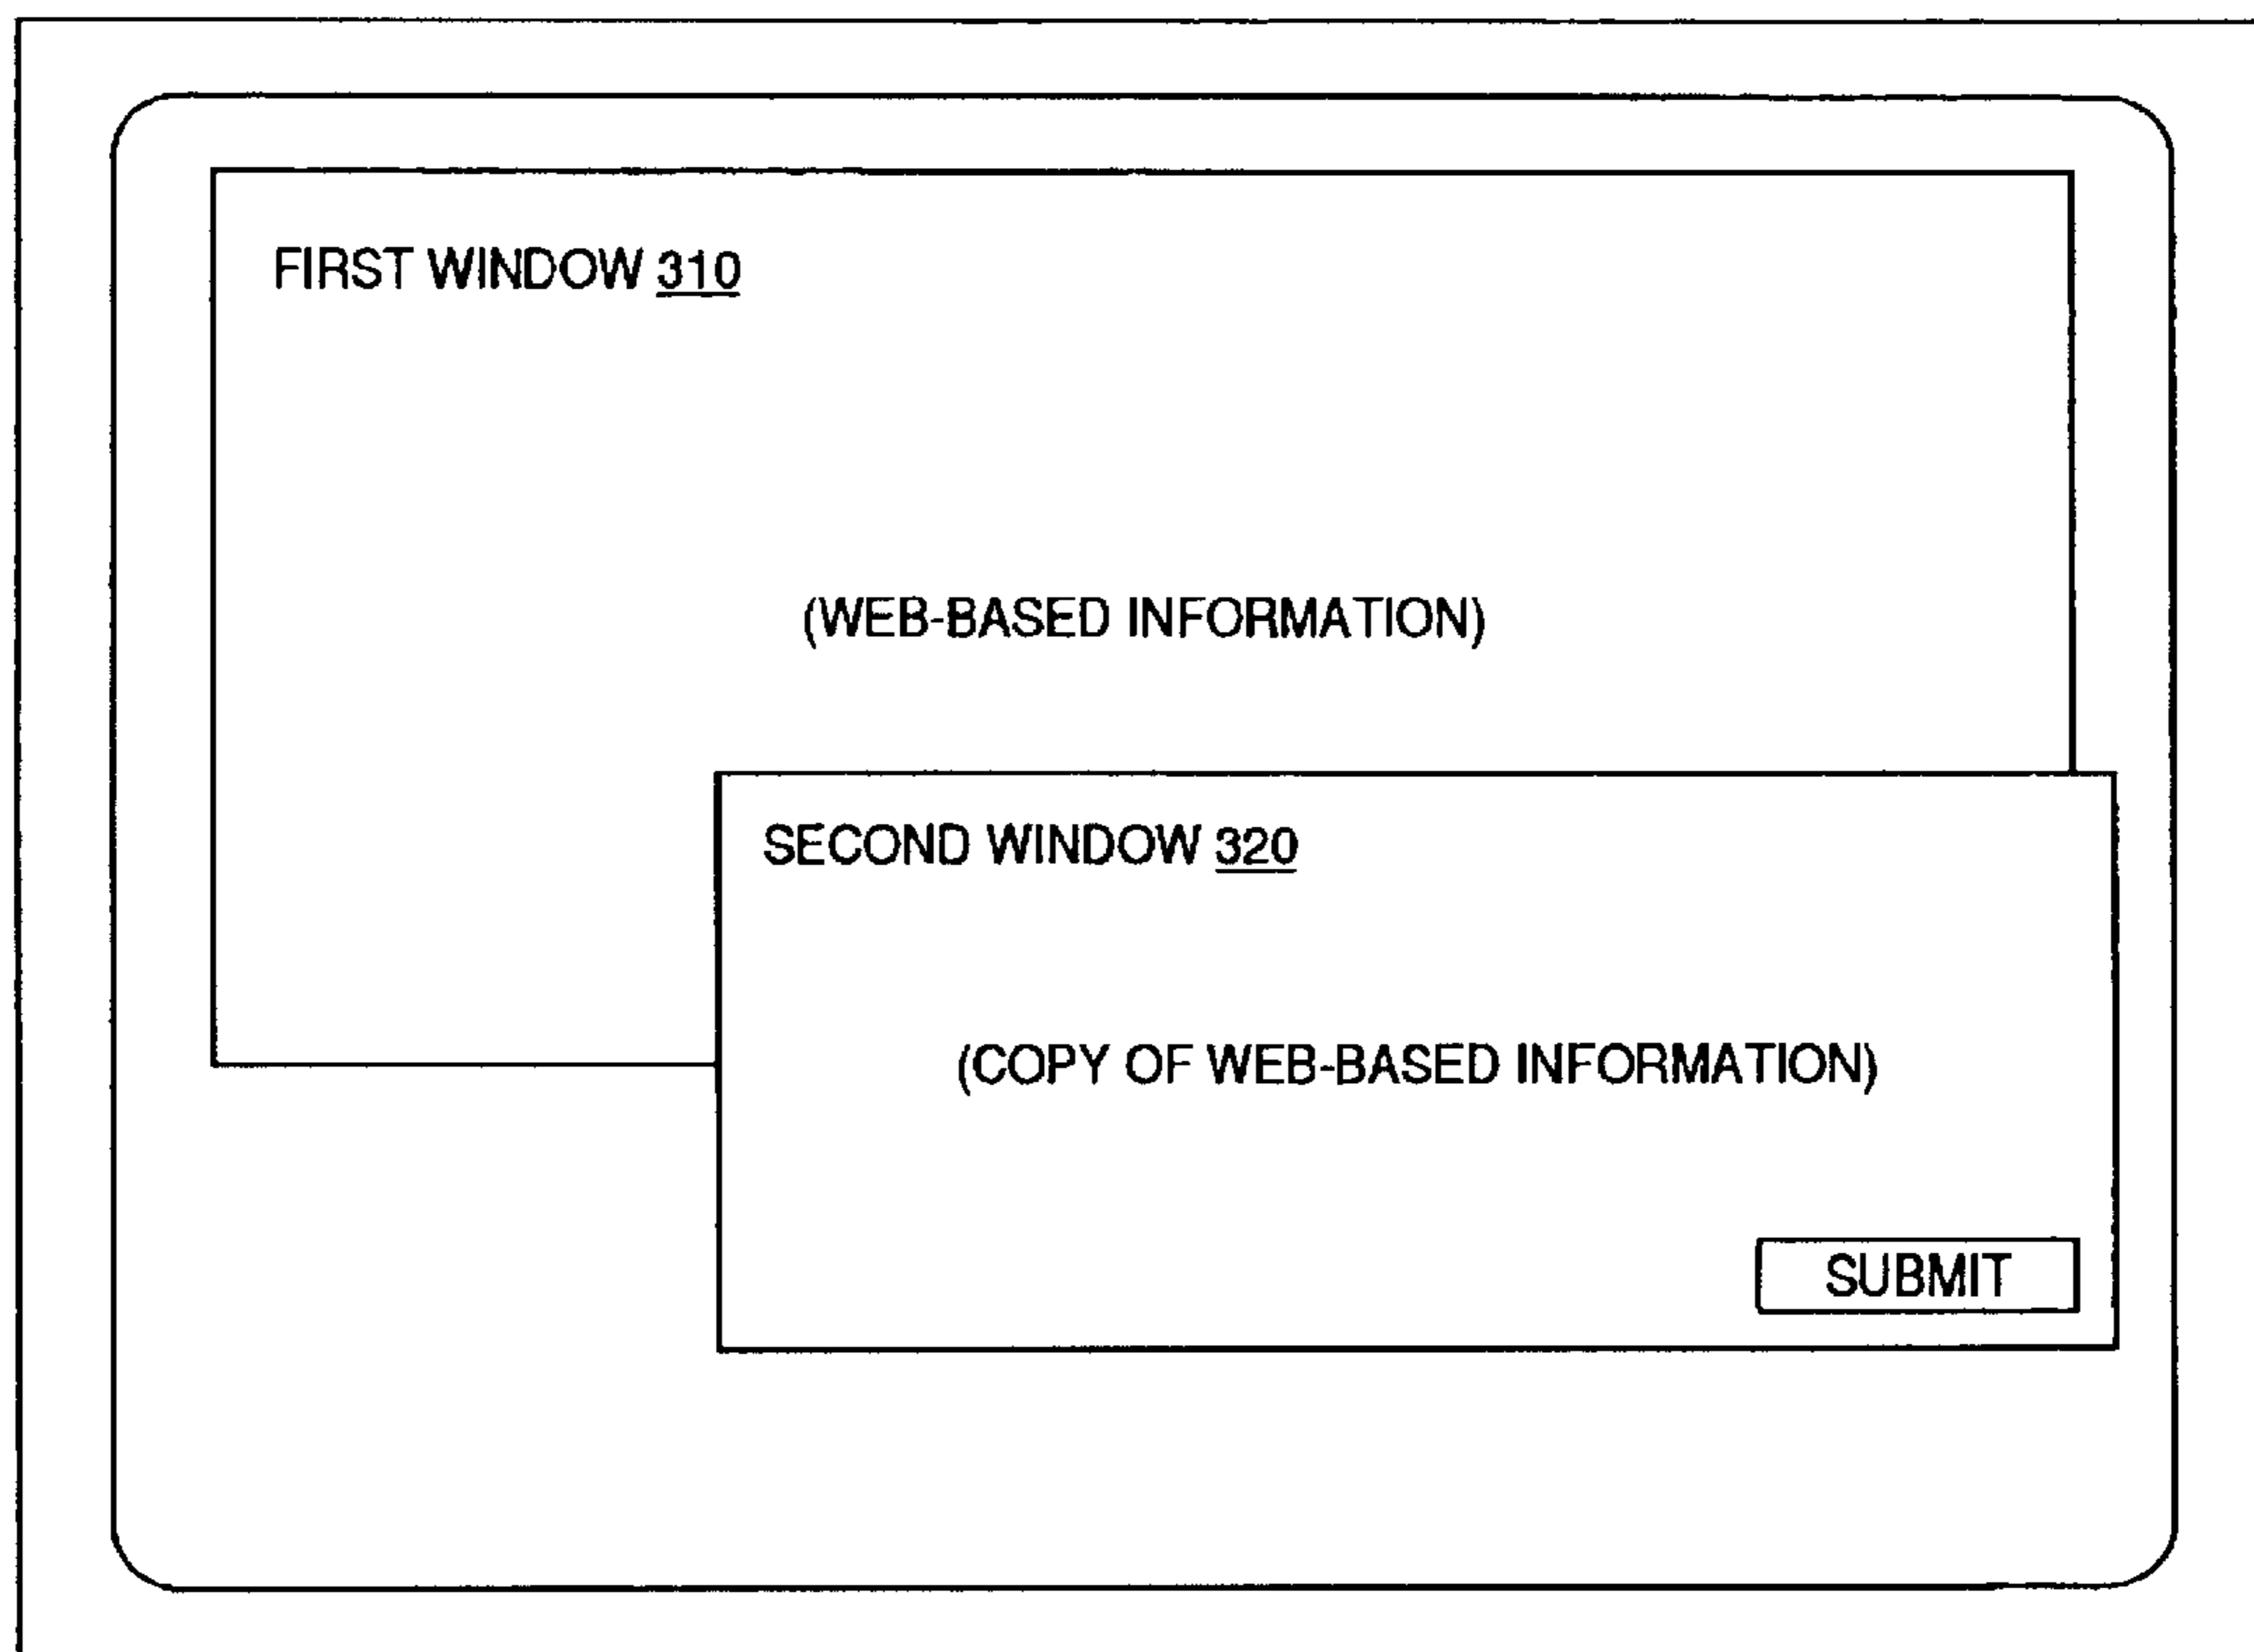 FIRST WINDOW 310
(WEB-BASED INFORMATION)
SECOND WINDOW 320
(COPY OF WEB-BASED INFORMATION)
SUBMIT